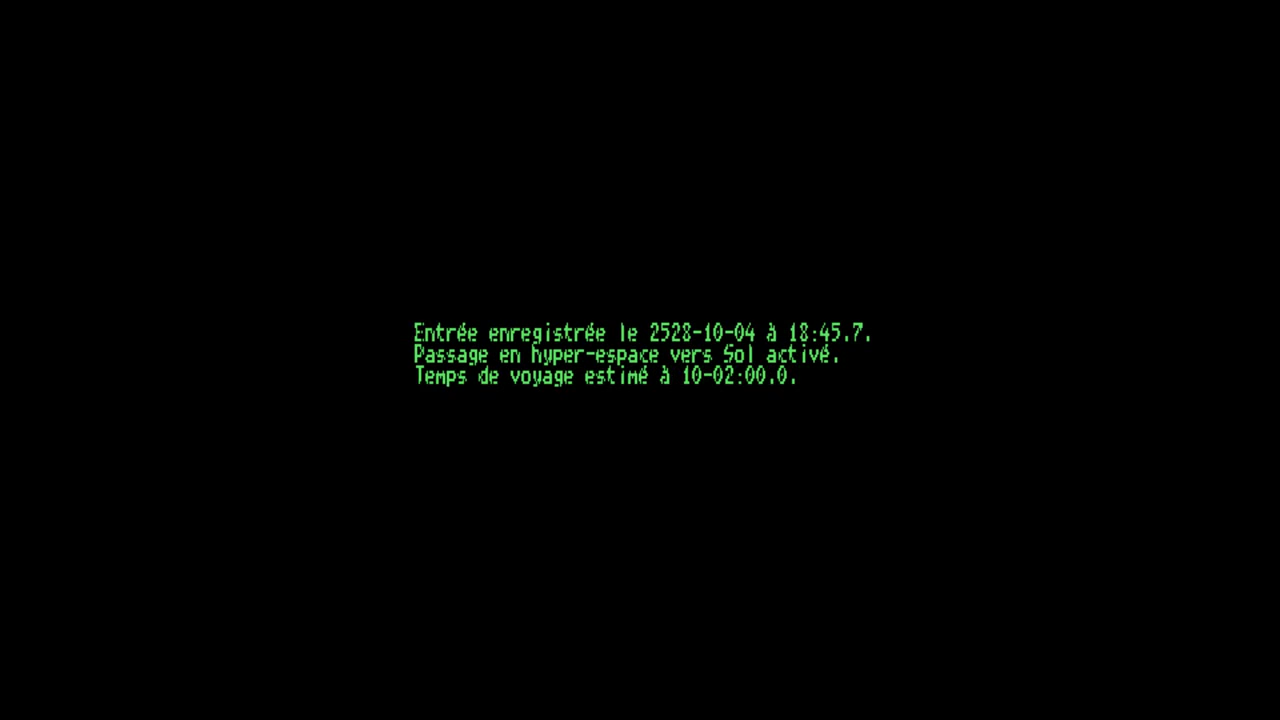 Entrée enregistrée le 2528-10-04 à 18:45.7.
Passage en hyper-espace vers Sol activé.
Temps de voyage estimé à 10-02:00.0.